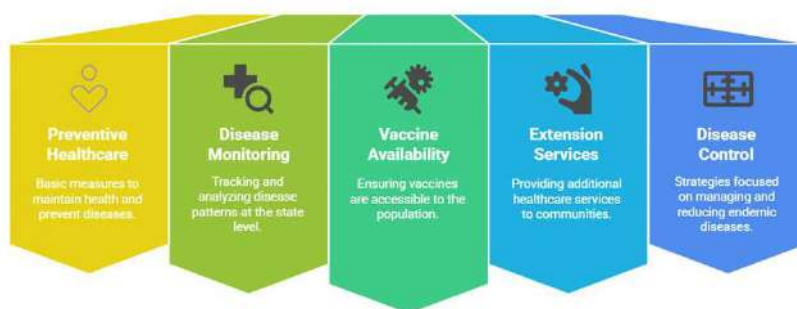 Preventive
Healthcare
Basic measures to
maintain health and
prevent diseases.
Disease
Monitoring
Tracking and
analyzing disease
patterns at the state
level.
Vaccine
Availability
Ensuring vaccines
are accessible to the
population.
Extension
Services
Providing additional
healthcare services
to communities.
Disease
Control
Strategies focused
on managing and
reducing endemic
diseases.